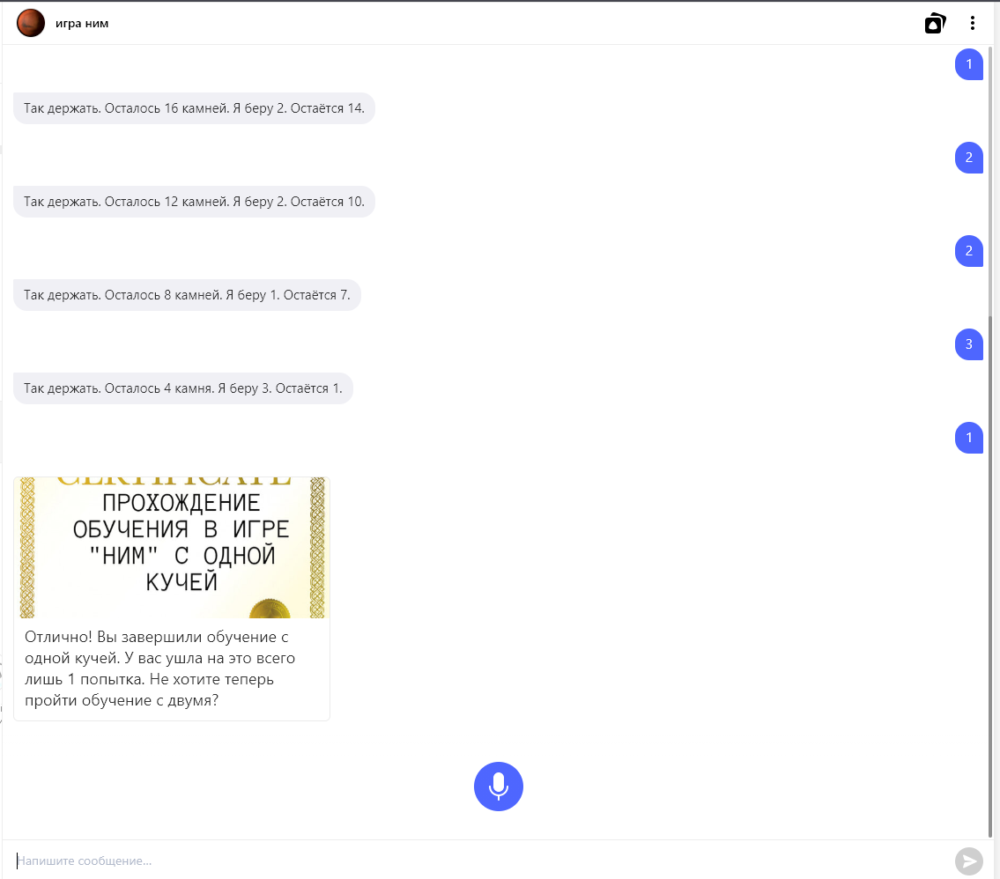 игра ним
1
Так держать. Осталось 16 камней. Я беру 2. Остаётся 14.
2
Так держать. Осталось 12 камней. Я беру 2. Остаётся 10.
2
Так держать. Осталось 8 камней. Я беру 1. Остаётся 7.
3
Так держать. Осталось 4 камня. Я беру 3. Остаётся 1.
1
CERTIFICATE
ПРОХОЖДЕНИЕ
ОБУЧЕНИЯ В ИГРЕ
"НИМ" С ОДНОЙ
КУЧЕЙ
Отлично! Вы завершили обучение с
одной кучей. У вас ушла на это всего
лишь 1 попытка. Не хотите теперь
пройти обучение с двумя?
Напишите сообщение...